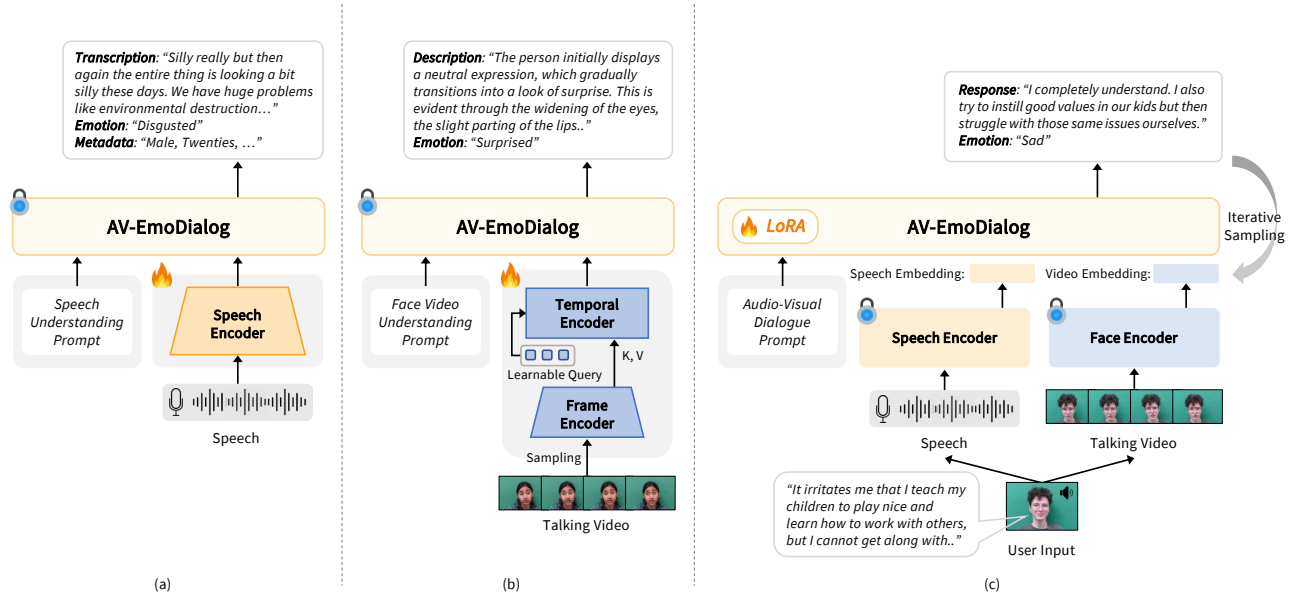 Transcription: “Silly really but then
again the entire thing is looking a bit
silly these days. We have huge problems
like environmental destruction…”
Emotion: “Disgusted”
Metadata: “Male, Twenties, …”
AV-EmoDialog
Speech
Understanding
Prompt
Speech
Encoder
Speech
(a)
Description: “The person initially displays
a neutral expression, which gradually
transitions into a look of surprise. This is
evident through the widening of the eyes,
the slight parting of the lips..”
Emotion: “Surprised”
AV-EmoDialog
Face Video
Understanding
Prompt
Temporal
Encoder
K, V
Learnable Query
Frame
Encoder
Sampling
Talking Video
(b)
Response: “I completely understand. I also
try to instill good values in our kids but then
struggle with those same issues ourselves.”
Emotion: “Sad”
LoRA
AV-EmoDialog
Iterative
Sampling
Audio-Visual
Dialogue
Prompt
Speech Embedding:
Video Embedding:
Speech Encoder
Face Encoder
Speech
Talking Video
“It irritates me that I teach my
children to play nice and
learn how to work with others,
but I cannot get along with..”
User Input
(c)